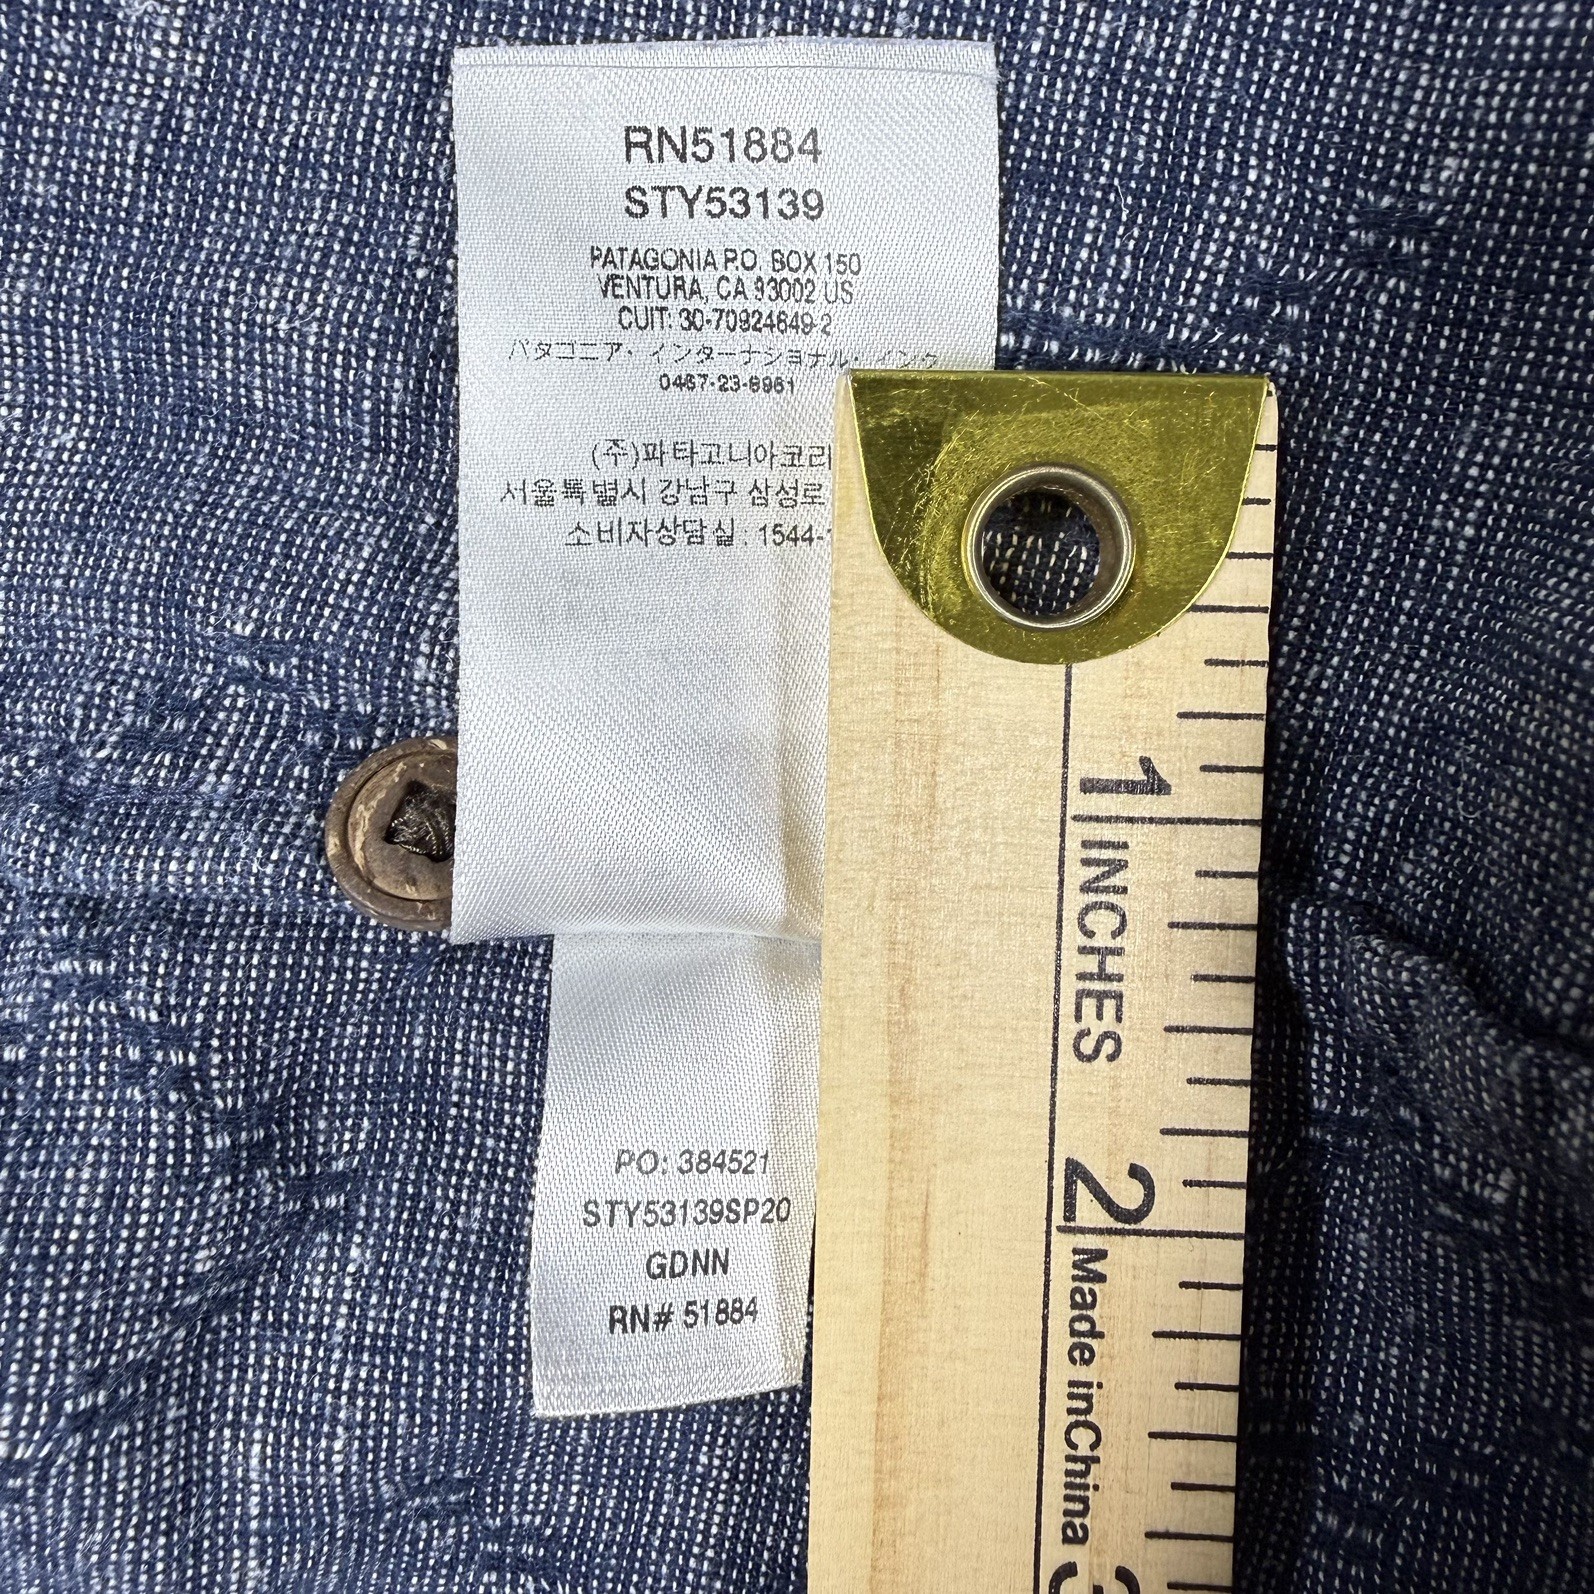 RN51884
STY53139
PATAGONIA P.O. BOX 150
VENTURA, CA 93002 US
CUIT: 30-70924649-2
パタゴニア・インターナショナル・インク
0467-23-8961
(주)파타고니아코리
서울특별시 강남구 삼성로
소비자상담실: 1544-
PO: 384521
STY53139SP20
GDNN
RN# 51884
1
INCHES
2
Made in China
3